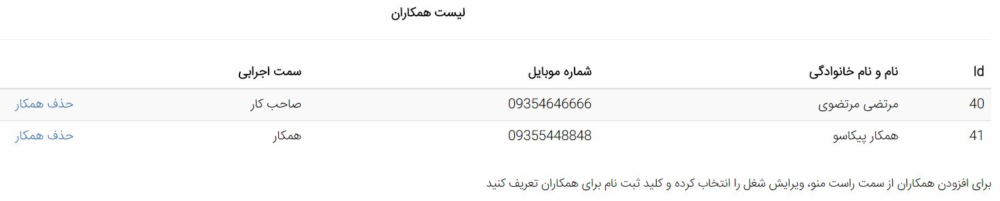 لیست همکاران
Id نام و نام خانوادگی شماره موبایل سمت اجرابی
40 مرتضی مرتضوی 09354646666 صاحب کار حذف همکار
41 همکار پیکاسو 09355448848 همکار حذف همکار
برای افزودن همکاران از سمت راست منو، ویرایش شغل را انتخاب کرده و کلید ثبت نام برای همکاران تعریف کنید